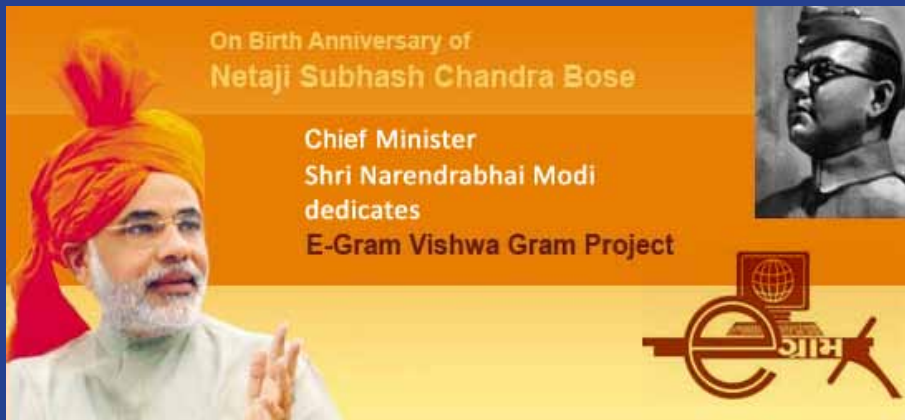 On Birth Anniversary of
Netaji Subhash Chandra Bose
Chief Minister
Shri Narendrabhai Modi
dedicates
E-Gram Vishwa Gram Project
e ગ્રામ